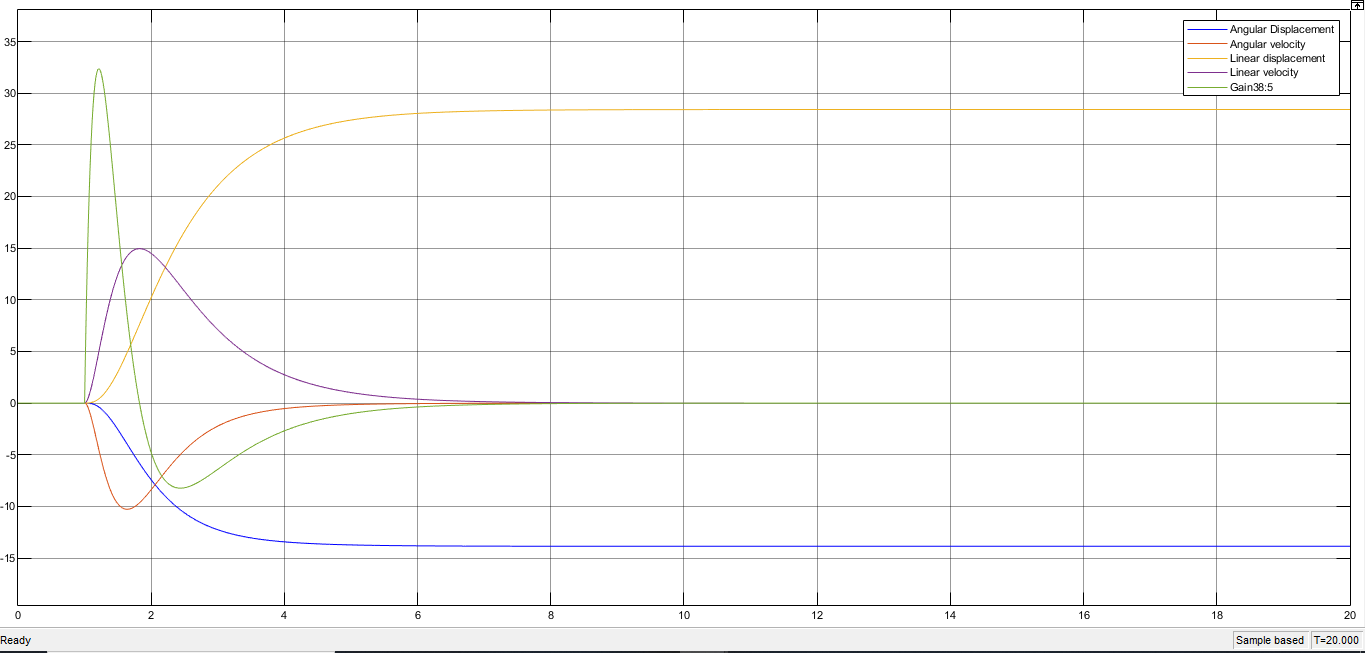 Angular Displacement
Angular velocity
Linear displacement
Linear velocity
Gain38:5
35
30
25
20
15
10
5
0
-5
-10
-15
0 2 4 6 8 10 12 14 16 18 20
Ready Sample based T=20.000